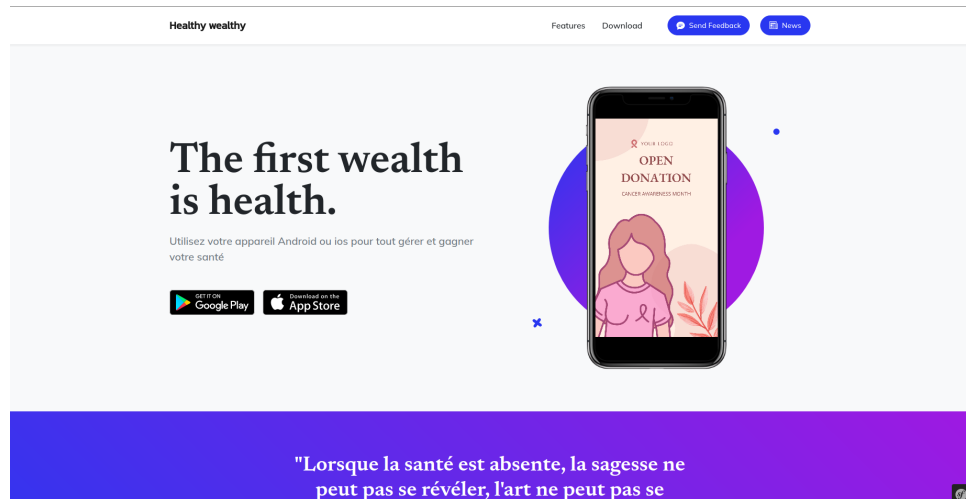 Healthy wealthy
Features
Download
Send Feedback
News
The first wealth
is health.
Utilisez votre appareil Android ou ios pour tout gérer et gagner
votre santé
GET IT ON
Google Play
Download on the
App Store
YOUR LOGO
OPEN
DONATION
CANCER AWARENESS MONTH
"Lorsque la santé est absente, la sagesse ne
peut pas se révéler, l'art ne peut pas se